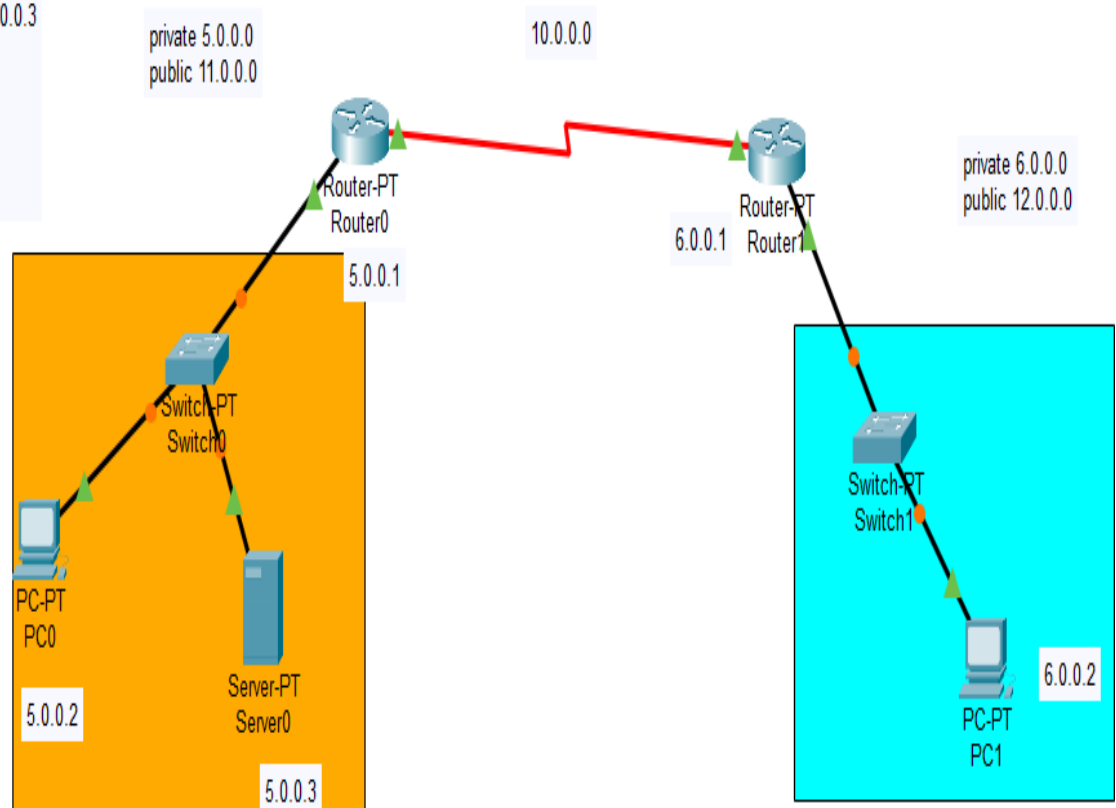 0.0.3
private 5.0.0.0
public 11.0.0.0
10.0.0.0
private 6.0.0.0
public 12.0.0.0
Router-PT
Router0
Router-PT
Router1
6.0.0.1
5.0.0.1
Switch-PT
Switch0
Switch-PT
Switch1
PC-PT
PC0
5.0.0.2
Server-PT
Server0
5.0.0.3
PC-PT
PC1
6.0.0.2